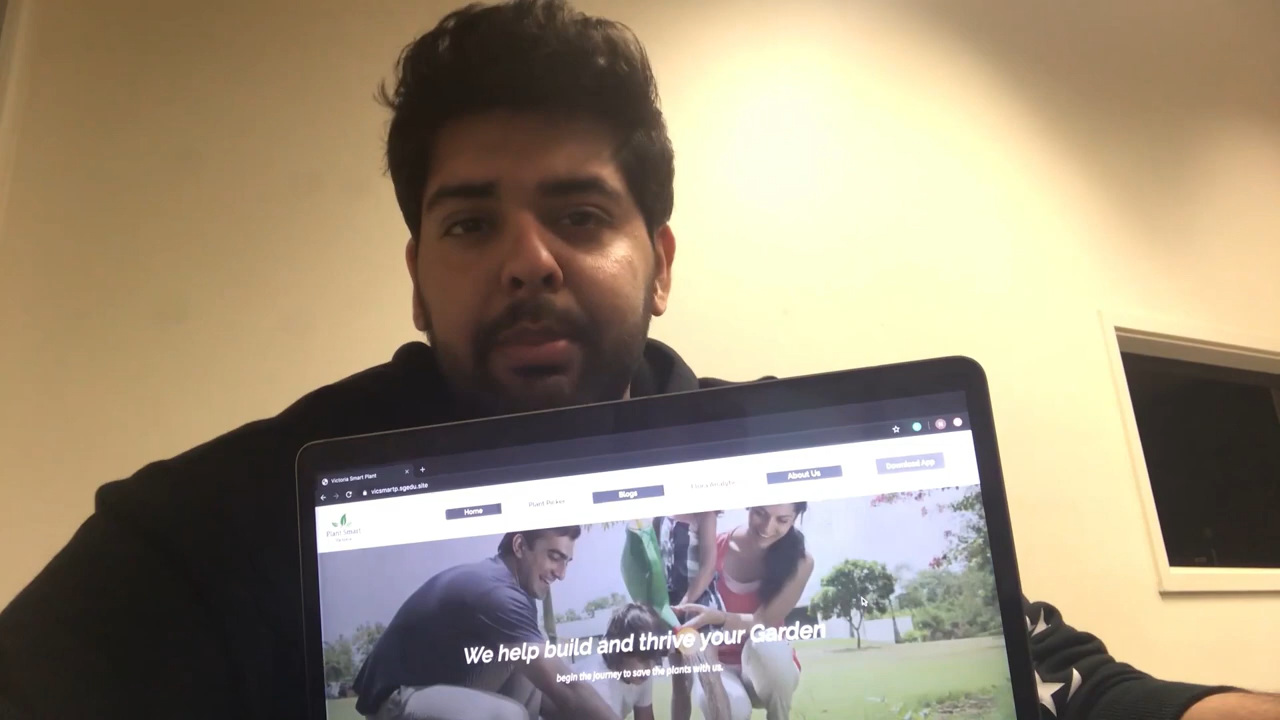 Victoria Smart Plant
vicsmartp.sgedu.site
Plant Smart
Home
Plant Picker
Blogs
About Us
Download App
We help build and thrive your Garden
begin the journey to save the plants with us.